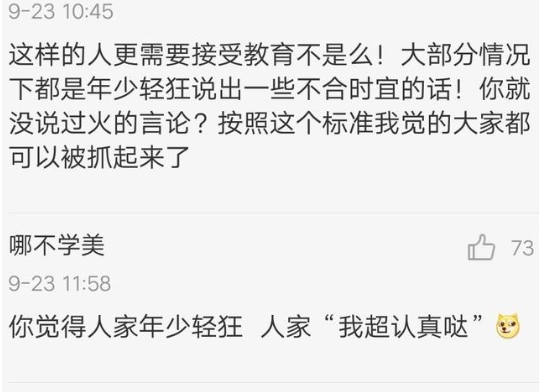 9-23 10:45
这样的人更需要接受教育不是么！大部分情况
下都是年少轻狂说出一些不合时宜的话！你就
没说过火的言论？按照这个标准我觉的大家都
可以被抓起来了
哪不学美
73
9-23 11:58
你觉得人家年少轻狂 人家“我超认真哒”